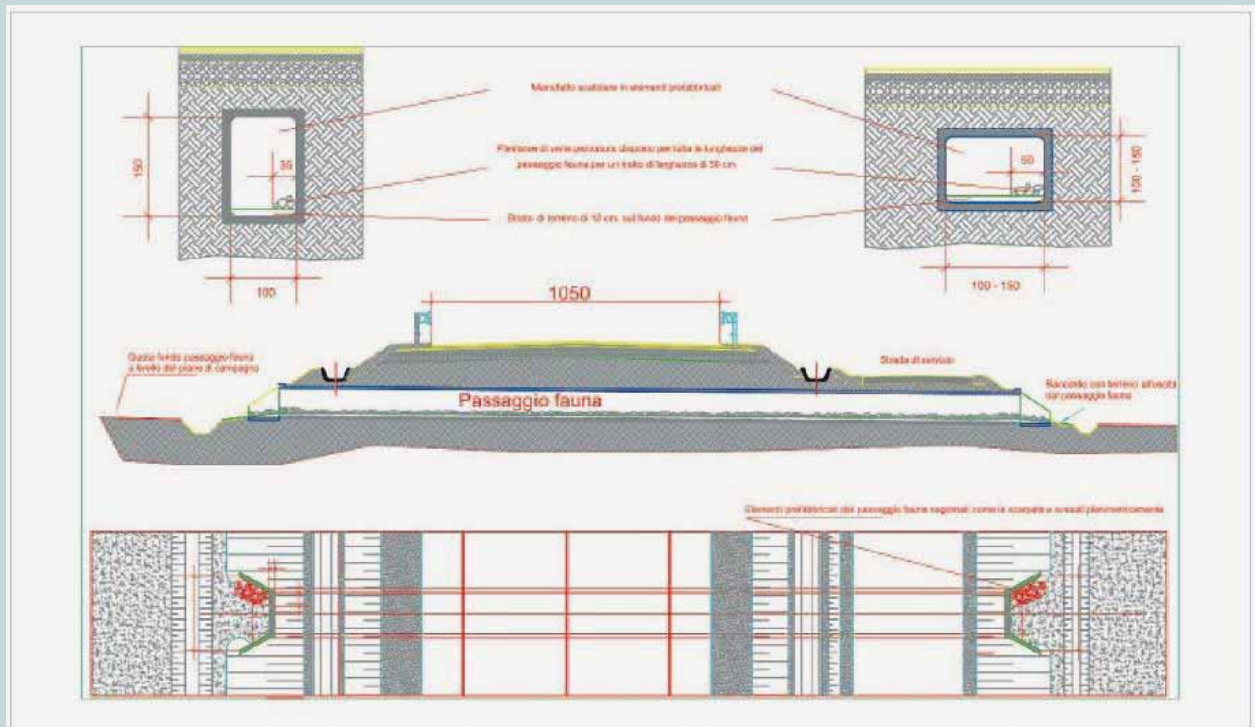 Manufatto scatolare in elementi prefabbricati
Pietrame di varia pezzatura disposto per tutta la lunghezza del
passaggio fauna per un tratto di larghezza di 50 cm
Strato di terreno di 10 cm. sul fondo del passaggio fauna
150
35
100
50
100 - 150
100 - 150
1050
Quota fondo passaggio fauna
a livello del piano di campagna
Strada di servizio
Raccordo con terreno all'uscita
del passaggio fauna
Passaggio fauna
Elementi prefabbricati del passaggio fauna sagomati come la scarpata e svasati planimetricamente